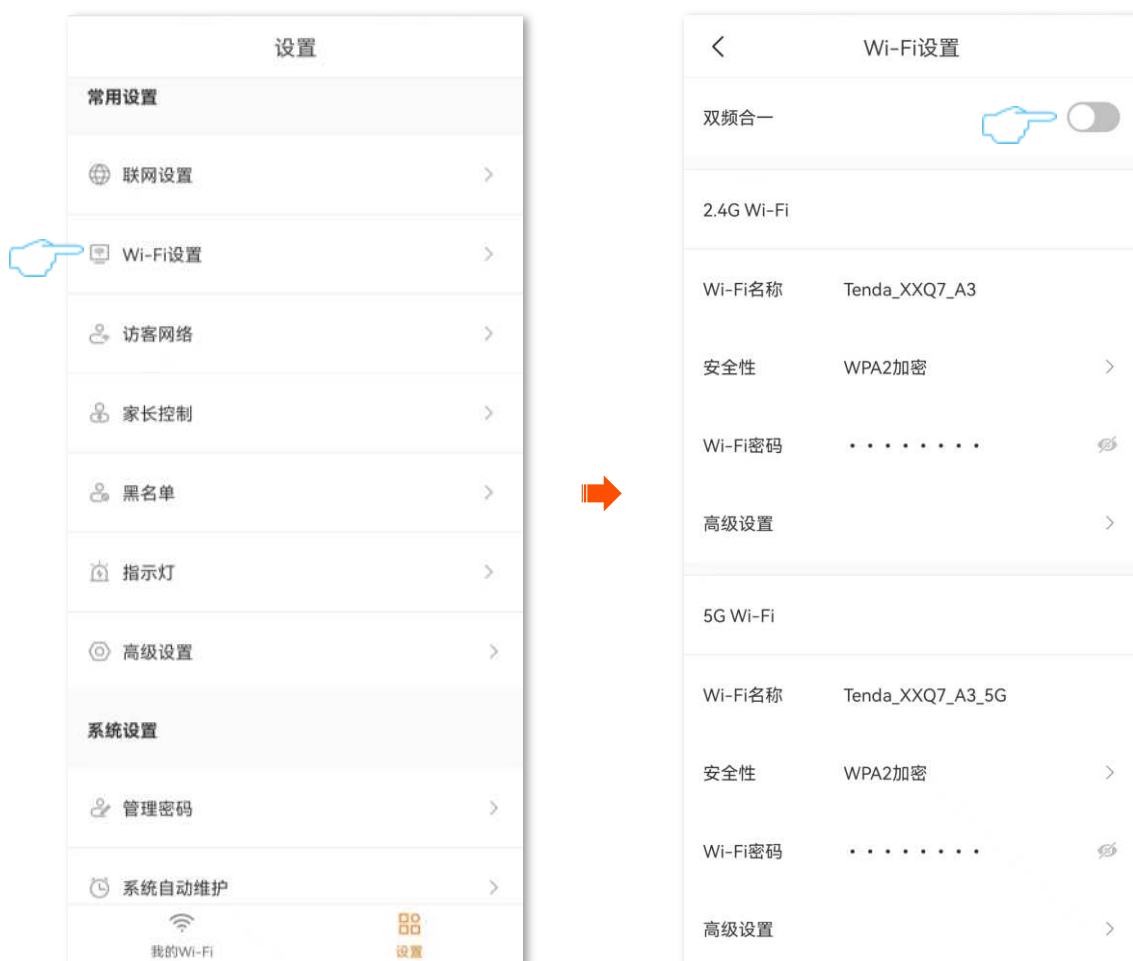 设置
常用设置
联网设置
Wi-Fi设置
访客网络
家长控制
黑名单
指示灯
高级设置
系统设置
管理密码
系统自动维护
我的Wi-Fi
设置
Wi-Fi设置
双频合一
2.4G Wi-Fi
Wi-Fi名称 Tenda_XXQ7_A3
安全性 WPA2加密
Wi-Fi密码 ········
高级设置
5G Wi-Fi
Wi-Fi名称 Tenda_XXQ7_A3_5G
安全性 WPA2加密
Wi-Fi密码 ········
高级设置